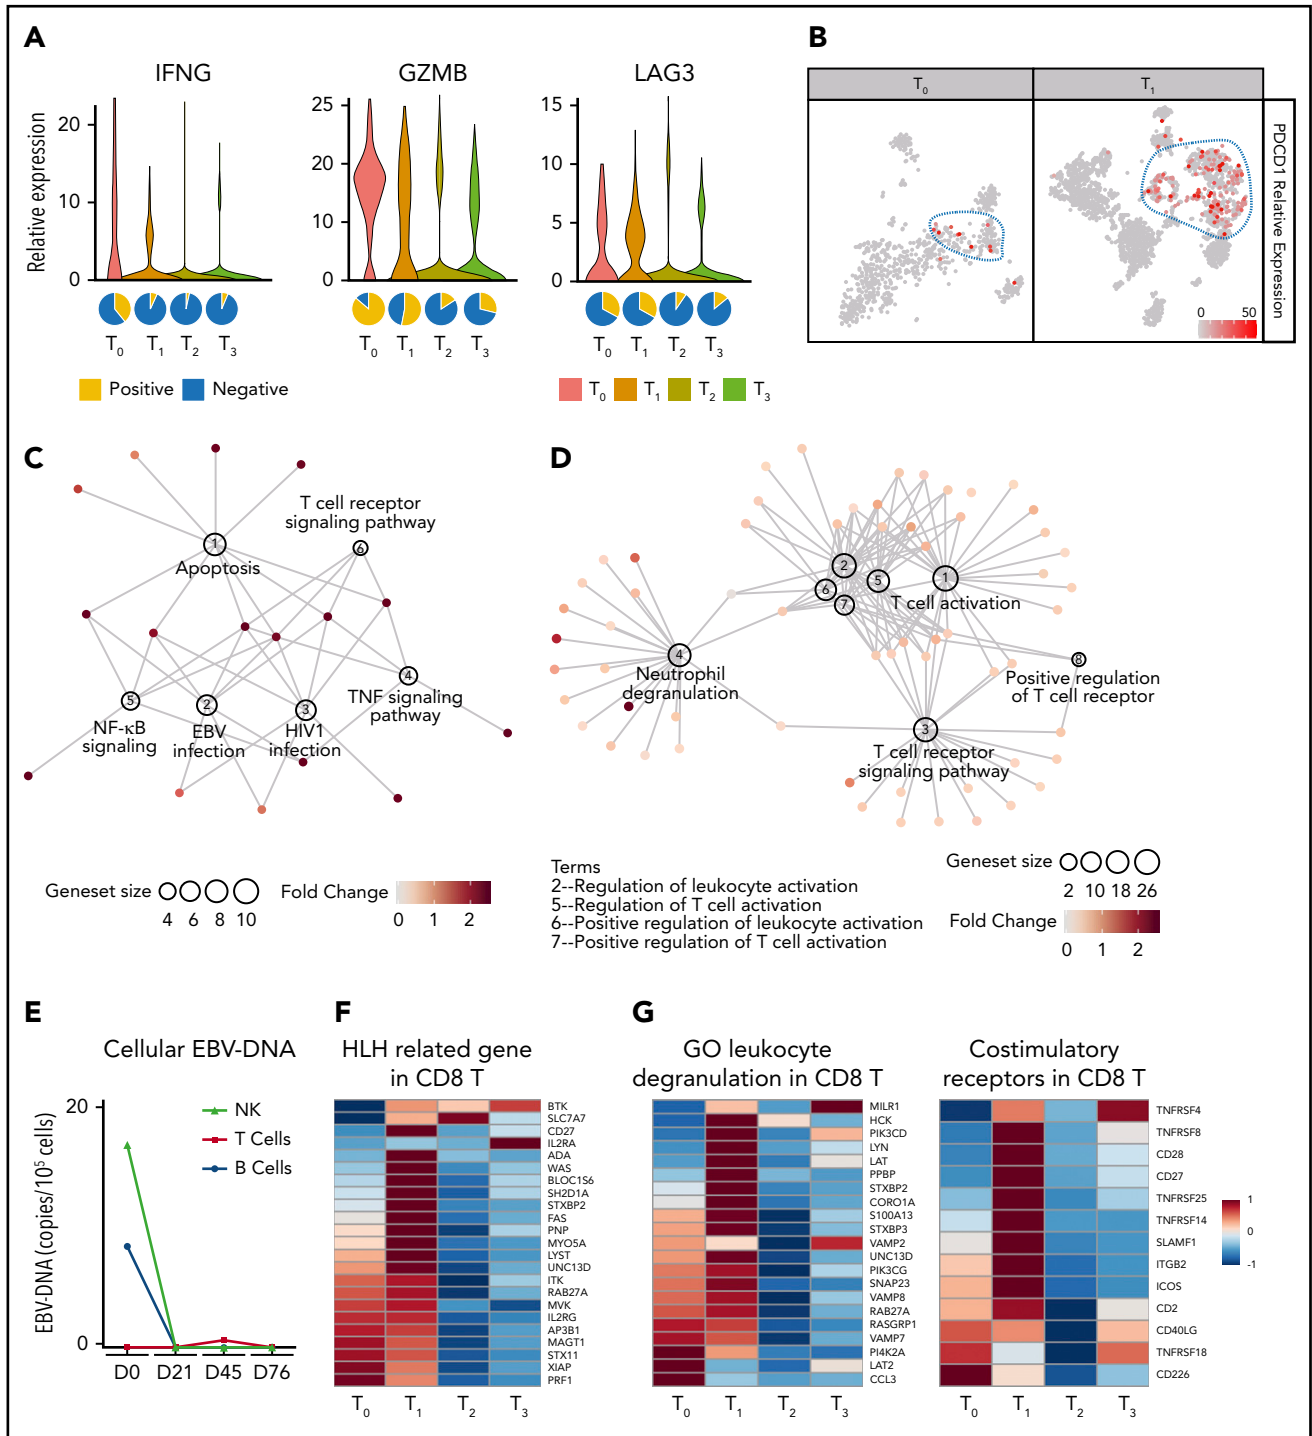 A
IFNG
GZMB
LAG3
Relative expression
20
10
0
25
20
10
0
15
10
5
0
T0 T1 T2 T3
T0 T1 T2 T3
T0 T1 T2 T3
Positive Negative
T0 T1 T2 T3
B
T0 T1
PDCD1 Relative Expression
0 50
C
T cell receptor
signaling pathway
1
6
Apoptosis
5
2
3
4
NF-κB
signaling
EBV
infection
HIV1
infection
TNF signaling
pathway
Geneset size
4 6 8 10
Fold Change
0 1 2
D
2
5
1
6
7
T cell activation
4
Neutrophil
degranulation
8
Positive regulation
of T cell receptor
3
T cell receptor
signaling pathway
Terms
2--Regulation of leukocyte activation
5--Regulation of T cell activation
6--Positive regulation of leukocyte activation
7--Positive regulation of T cell activation
Geneset size
2 10 18 26
Fold Change
0 1 2
E
Cellular EBV-DNA
EBV-DNA (copies/10⁵ cells)
20
0
NK
T Cells
B Cells
D0 D21 D45 D76
F
HLH related gene
in CD8 T
BTK
SLC7A7
CD27
IL2RA
ADA
WAS
BLOC1S6
SH2D1A
STXBP2
FAS
PNP
MYO5A
LYST
UNC13D
ITK
RAB27A
MVK
IL2RG
AP3B1
MAGT1
STX11
XIAP
PRF1
T0 T1 T2 T3
G
GO leukocyte
degranulation in CD8 T
MILR1
HCK
PIK3CD
LYN
LAT
PPBP
STXBP2
CORO1A
S100A13
STXBP3
VAMP2
UNC13D
PIK3CG
SNAP23
VAMP8
RAB27A
RASGRP1
VAMP7
PI4K2A
LAT2
CCL3
T0 T1 T2 T3
Costimulatory
receptors in CD8 T
TNFRSF4
TNFRSF8
CD28
CD27
TNFRSF25
TNFRSF14
SLAMF1
ITGB2
ICOS
CD2
CD40LG
TNFRSF18
CD226
T0 T1 T2 T3
1
0
-1